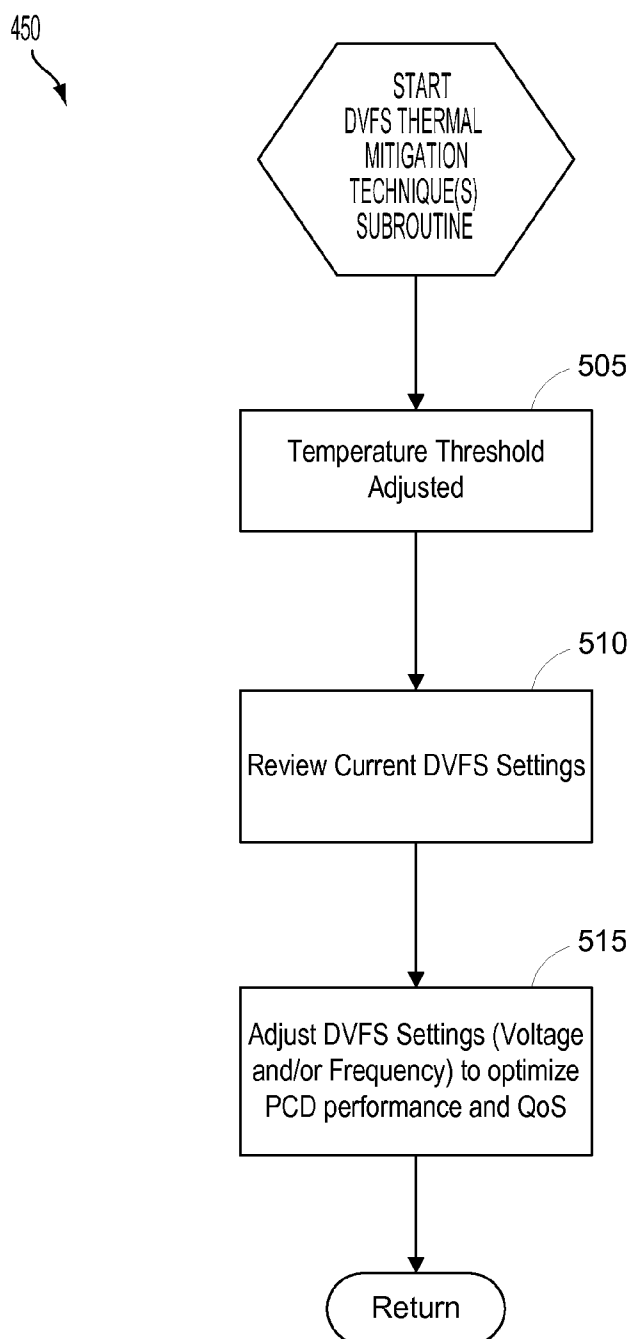 450
START
DVFS THERMAL
MITIGATION
TECHNIQUE(S)
SUBROUTINE
505
Temperature Threshold
Adjusted
510
Review Current DVFS Settings
515
Adjust DVFS Settings (Voltage
and/or Frequency) to optimize
PCD performance and QoS
Return